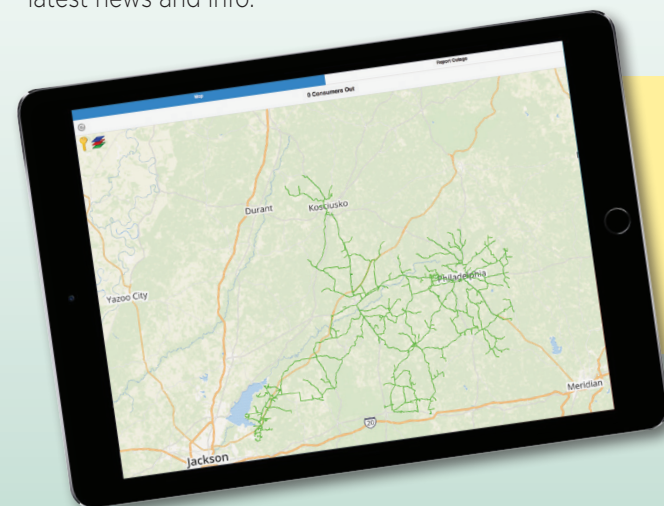 latest news and info.
Map
Report Outage
0 Consumers Out
Durant
Kosciusko
Philadelphia
Yazoo City
Meridian
20
Jackson